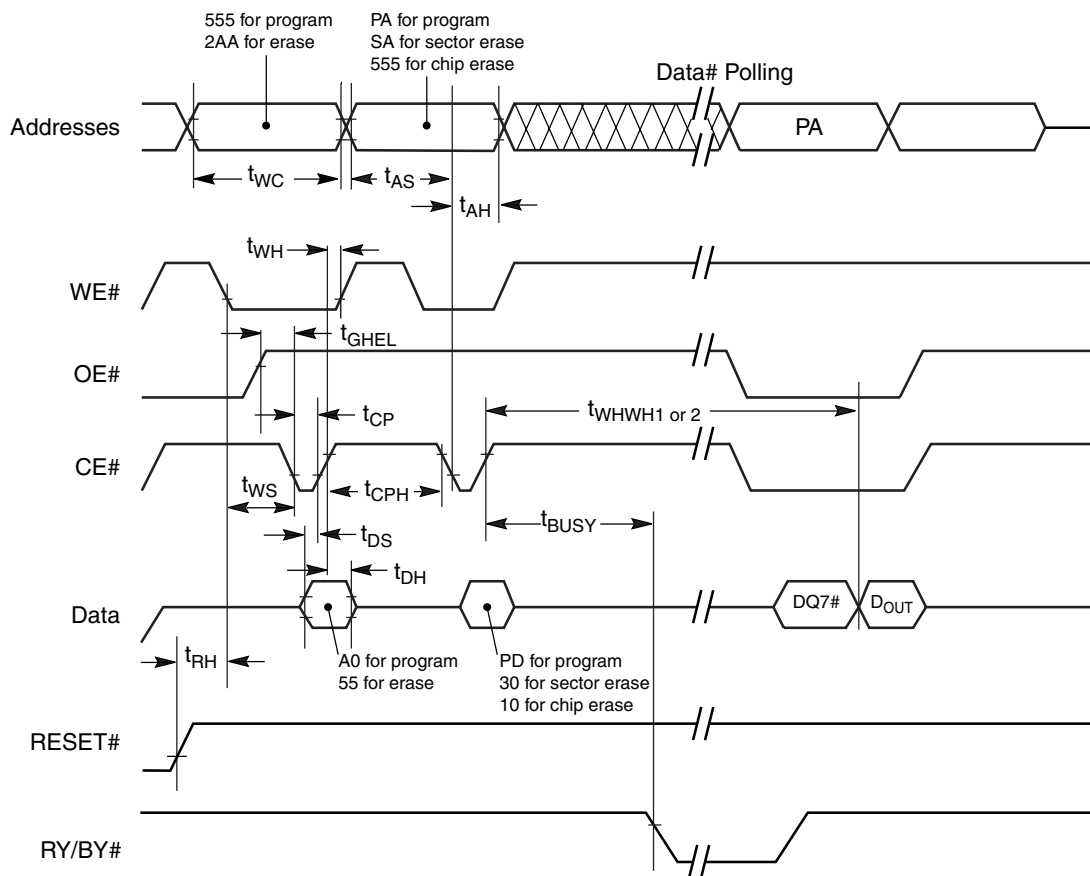 555 for program
2AA for erase
PA for program
SA for sector erase
555 for chip erase
Data# Polling
Addresses
PA
tWC
tAS
tAH
tWH
WE#
tGHEL
OE#
tWHWH1 or 2
tCP
CE#
tWS
tCPH
tBUSY
tDS
tDH
Data
DQ7#
DOUT
tRH
A0 for program
55 for erase
PD for program
30 for sector erase
10 for chip erase
RESET#
RY/BY#